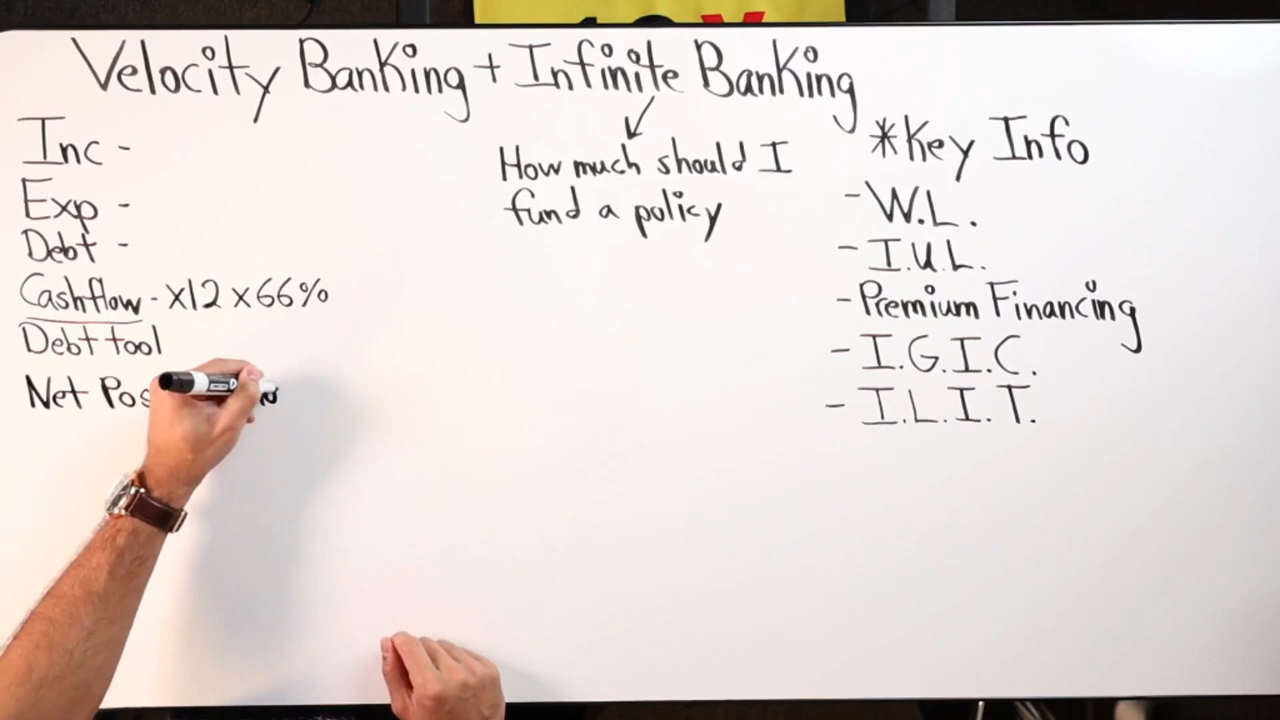 Velocity Banking + Infinite Banking
Inc -
Exp -
Debt -
Cashflow - x12 x 66%
Debt tool
Net
How much should I
fund a policy
*Key Info
- W.L.
- I.U.L.
- Premium Financing
- I.G.I.C.
- I.L.I.T.